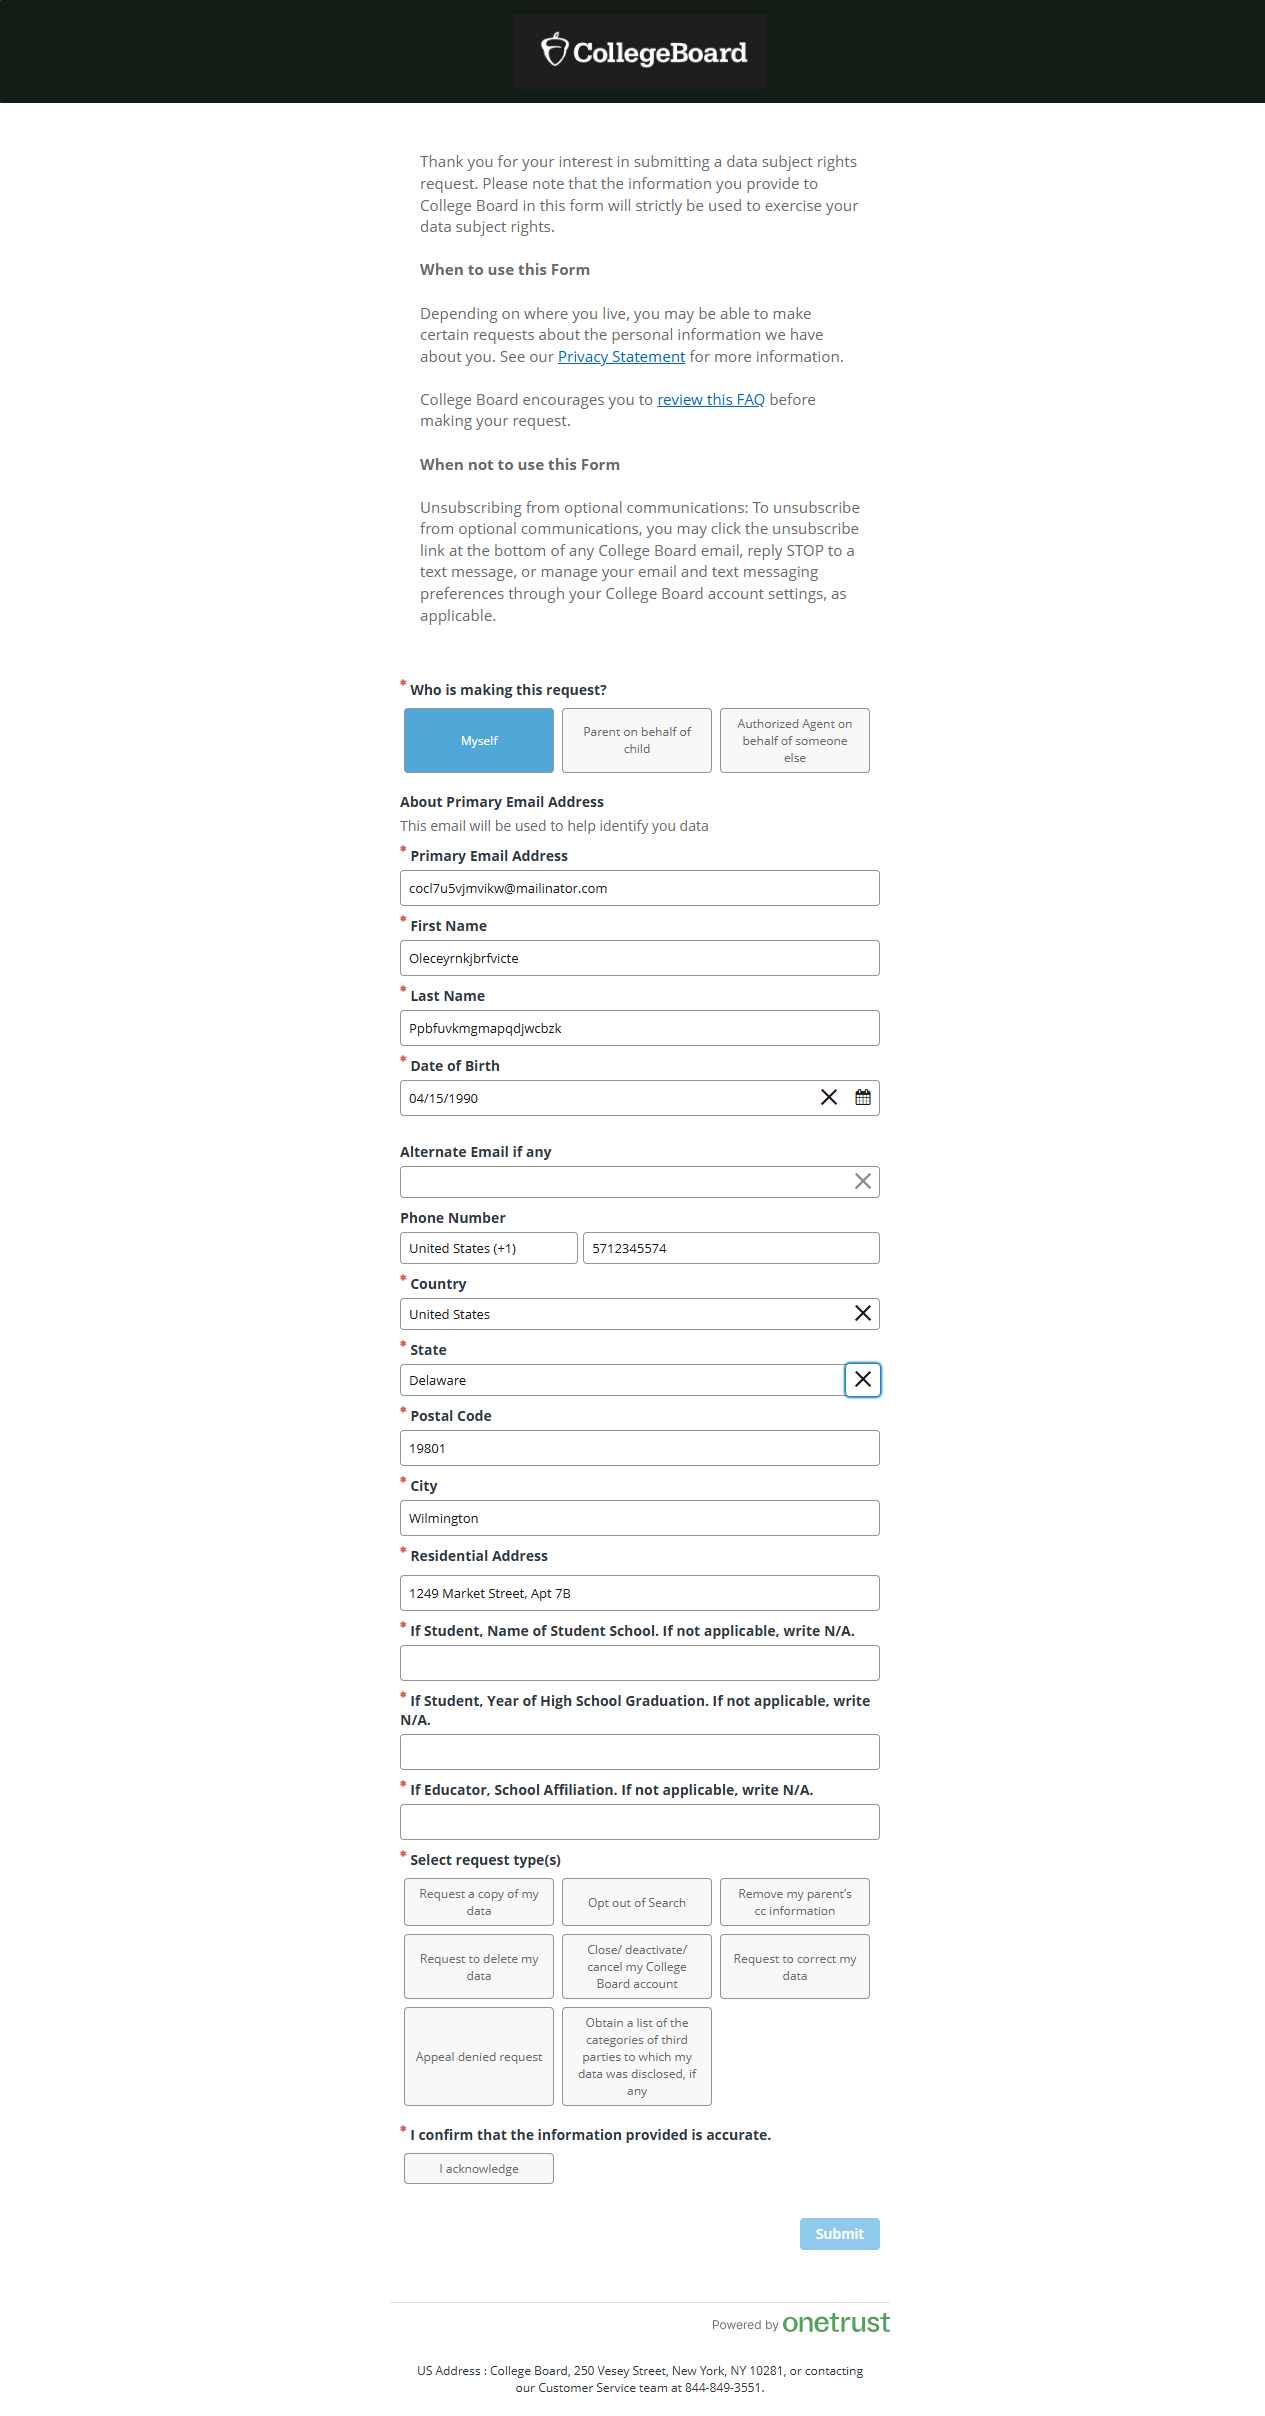 CollegeBoard
Thank you for your interest in submitting a data subject rights
request. Please note that the information you provide to
College Board in this form will strictly be used to exercise your
data subject rights.
When to use this Form
Depending on where you live, you may be able to make
certain requests about the personal information we have
about you. See our Privacy Statement for more information.
College Board encourages you to review this FAQ before
making your request.
When not to use this Form
Unsubscribing from optional communications: To unsubscribe
from optional communications, you may click the unsubscribe
link at the bottom of any College Board email, reply STOP to a
text message, or manage your email and text messaging
preferences through your College Board account settings, as
applicable.
* Who is making this request?
Myself
Parent on behalf of
child
Authorized Agent on
behalf of someone
else
About Primary Email Address
This email will be used to help identify you data
* Primary Email Address
cocl7u5vjmvikw@mailinator.com
* First Name
Oleceyrnkjbrfvicte
* Last Name
Ppbfuvkmgmapqdjwcbzk
* Date of Birth
04/15/1990
Alternate Email if any
Phone Number
United States (+1)
5712345574
* Country
United States
* State
Delaware
* Postal Code
19801
* City
Wilmington
* Residential Address
1249 Market Street, Apt 7B
* If Student, Name of Student School. If not applicable, write N/A.
* If Student, Year of High School Graduation. If not applicable, write
N/A.
* If Educator, School Affiliation. If not applicable, write N/A.
* Select request type(s)
Request a copy of my
data
Opt out of Search
Remove my parent’s
cc information
Request to delete my
data
Close/ deactivate/
cancel my College
Board account
Request to correct my
data
Appeal denied request
Obtain a list of the
categories of third
parties to which my
data was disclosed, if
any
* I confirm that the information provided is accurate.
I acknowledge
Submit
Powered by onetrust
US Address : College Board, 250 Vesey Street, New York, NY 10281, or contacting
our Customer Service team at 844-849-3551.